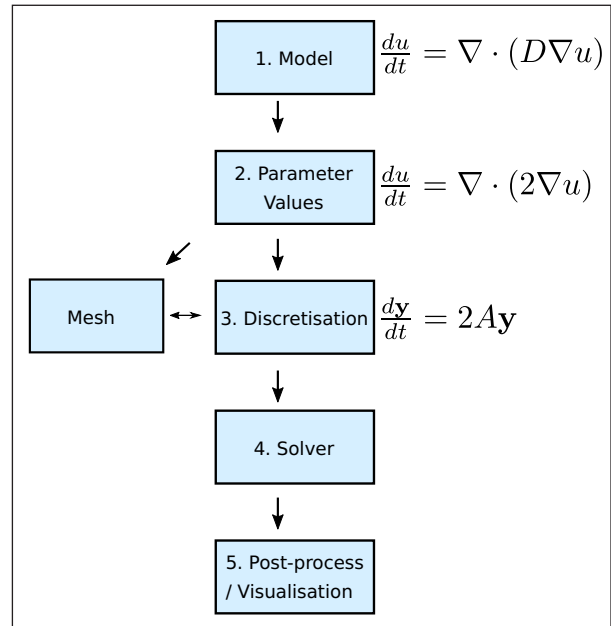 1. Model
du/dt = ∇ · (D∇u)
2. Parameter
Values
du/dt = ∇ · (2∇u)
Mesh
3. Discretisation
dy/dt = 2Ay
4. Solver
5. Post-process
/ Visualisation